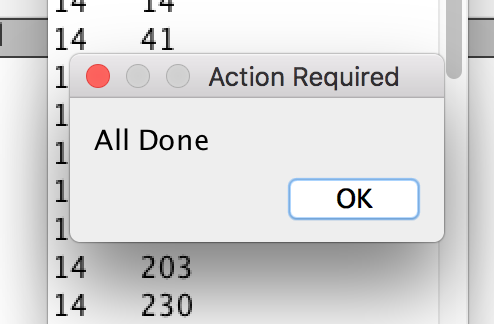 14 14
14 41
Action Required
All Done
OK
14 203
14 230